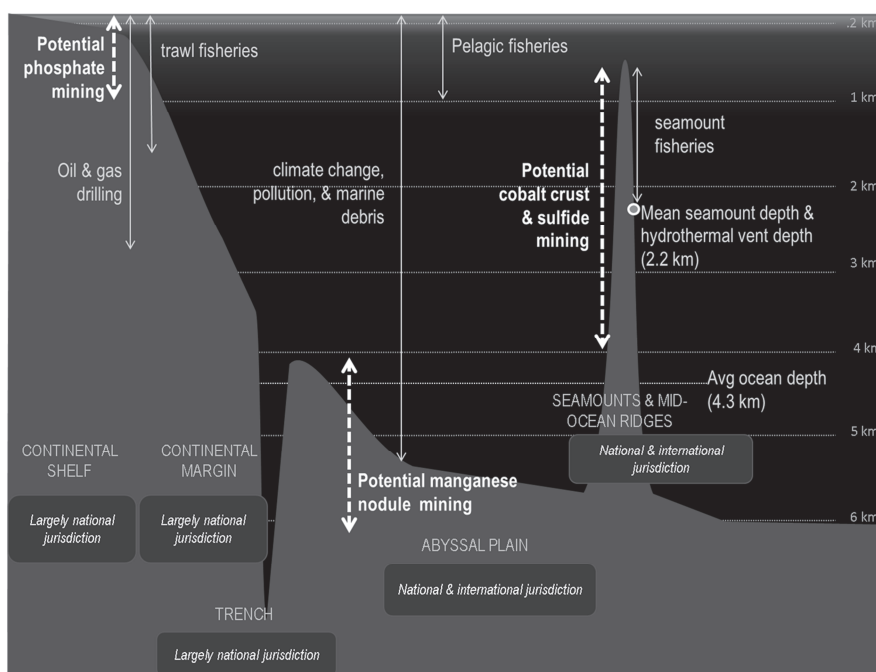 .2 km
Potential
phosphate
mining
trawl fisheries
Pelagic fisheries
1 km
seamount
fisheries
Oil & gas
drilling
climate change,
pollution, & marine
debris
Potential
cobalt crust
& sulfide
mining
2 km
Mean seamount depth &
hydrothermal vent depth
(2.2 km)
3 km
4 km
Avg ocean depth
(4.3 km)
SEAMOUNTS & MID-
OCEAN RIDGES
National & international
jurisdiction
5 km
CONTINENTAL
SHELF
CONTINENTAL
MARGIN
Potential manganese
nodule mining
Largely national
jurisdiction
Largely national
jurisdiction
6 km
ABYSSAL PLAIN
National & international jurisdiction
TRENCH
Largely national jurisdiction